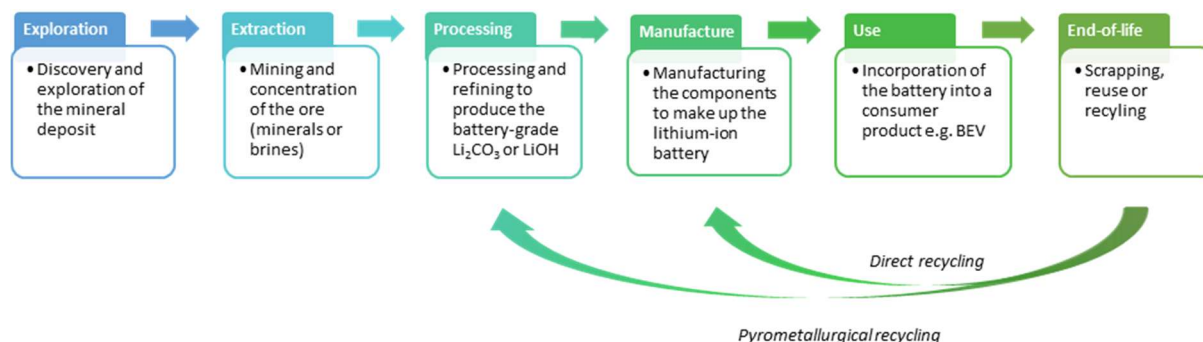 Exploration
• Discovery and
exploration of
the mineral
deposit
Extraction
• Mining and
concentration
of the ore
(minerals or
brines)
Processing
• Processing and
refining to
produce the
battery-grade
Li₂CO₃ or LiOH
Manufacture
• Manufacturing
the components
to make up the
lithium-ion
battery
Use
• Incorporation of
the battery into a
consumer
product e.g. BEV
End-of-life
• Scrapping,
reuse or
recyling
Direct recycling
Pyrometallurgical recycling